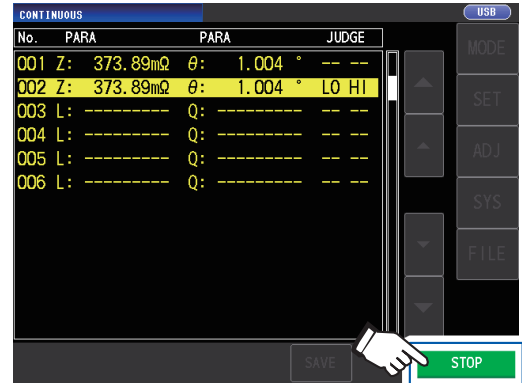 CONTINUOUS USB
No. PARA PARA JUDGE
001 Z: 373.89mΩ θ: 1.004 ° -- --
002 Z: 373.89mΩ θ: 1.004 ° LO HI
003 L: --------- Q: --------- -- --
004 L: --------- Q: --------- -- --
005 L: --------- Q: --------- -- --
006 L: --------- Q: --------- -- --
MODE
SET
ADJ
SYS
FILE
SAVE
STOP